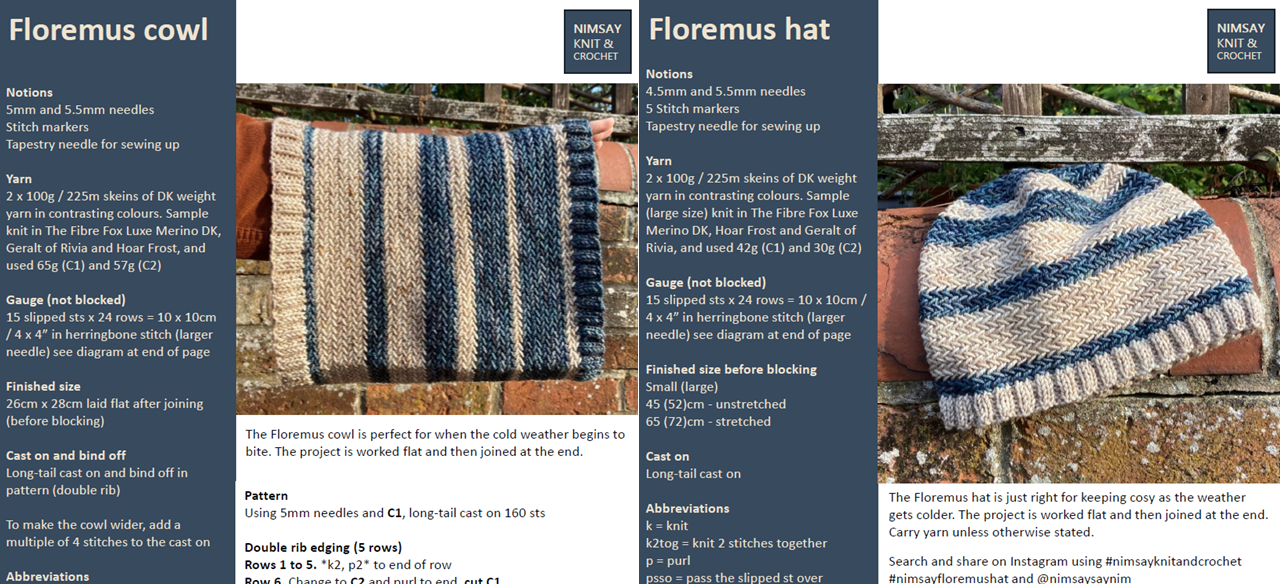 Floremus cowl
Notions
5mm and 5.5mm needles
Stitch markers
Tapestry needle for sewing up
Yarn
2 x 100g / 225m skeins of DK weight
yarn in contrasting colours. Sample
knit in The Fibre Fox Luxe Merino DK,
Geralt of Rivia and Hoar Frost, and
used 65g (C1) and 57g (C2)
Gauge (not blocked)
15 slipped sts x 24 rows = 10 x 10cm
/ 4 x 4” in herringbone stitch (larger
needle) see diagram at end of page
Finished size
26cm x 28cm laid flat after joining
(before blocking)
Cast on and bind off
Long-tail cast on and bind off in
pattern (double rib)
To make the cowl wider, add a
multiple of 4 stitches to the cast on
Abbreviations
NIMSAY
KNIT &
CROCHET
The Floremus cowl is perfect for when the cold weather begins to
bite. The project is worked flat and then joined at the end.
Pattern
Using 5mm needles and C1, long-tail cast on 160 sts
Double rib edging (5 rows)
Rows 1 to 5. *k2, p2* to end of row
Row 6. Change to C2 and purl to end, cut C1
Floremus hat
Notions
4.5mm and 5.5mm needles
5 Stitch markers
Tapestry needle for sewing up
Yarn
2 x 100g / 225m skeins of DK weight
yarn in contrasting colours. Sample
(large size) knit in The Fibre Fox Luxe
Merino DK, Hoar Frost and Geralt of
Rivia, and used 42g (C1) and 30g (C2)
Gauge (not blocked)
15 slipped sts x 24 rows = 10 x 10cm /
4 x 4” in herringbone stitch (larger
needle) see diagram at end of page
Finished size before blocking
Small (large)
45 (52)cm - unstretched
65 (72)cm - stretched
Cast on
Long-tail cast on
Abbreviations
k = knit
k2tog = knit 2 stitches together
p = purl
psso = pass the slipped st over
NIMSAY
KNIT &
CROCHET
The Floremus hat is just right for keeping cosy as the weather
gets colder. The project is worked flat and then joined at the end.
Carry yarn unless otherwise stated.
Search and share on Instagram using #nimsayknitandcrochet
#nimsayfloremushat and @nimsaysaynim